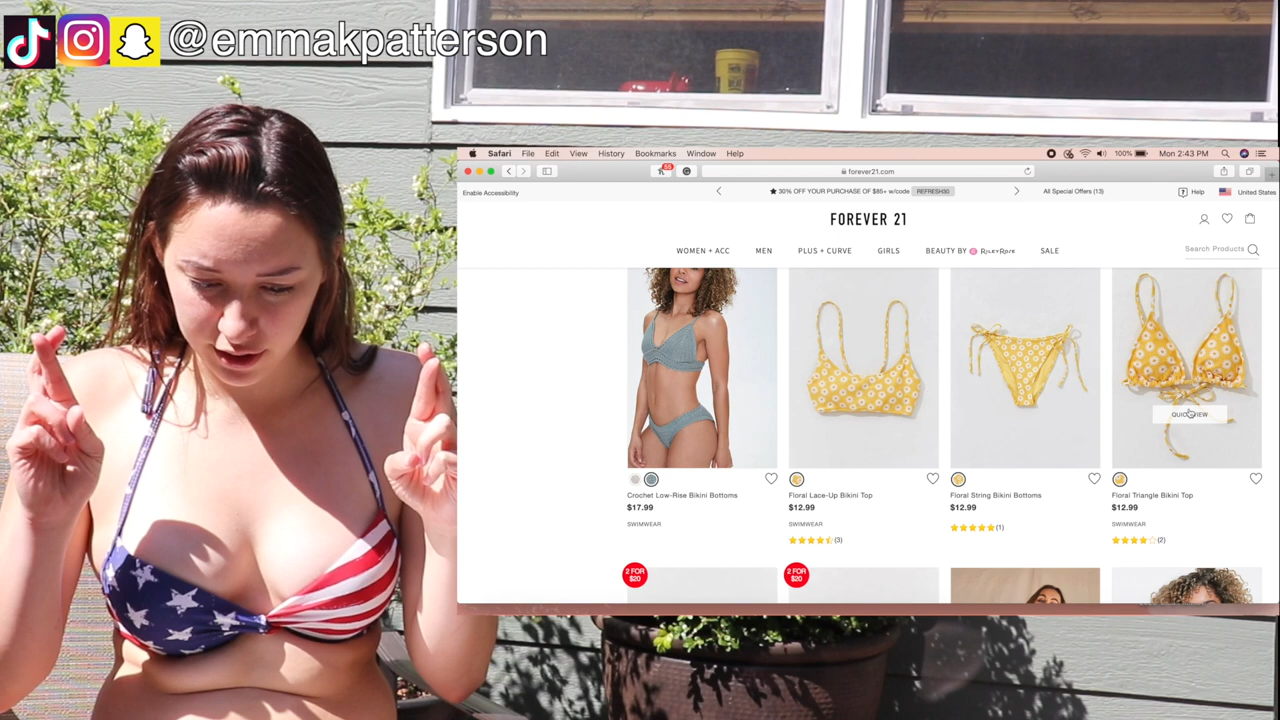 @emmakpatterson
Safari File Edit View History Bookmarks Window Help
100% Mon 2:43 PM
forever21.com
Enable Accessibility
★ 30% OFF YOUR PURCHASE OF $85+ w/code REFRESH30
All Special Offers (13)
Help
United States
FOREVER 21
WOMEN + ACC MEN PLUS + CURVE GIRLS BEAUTY BY RILEY ROSE SALE
Search Products
QUICK VIEW
Crochet Low-Rise Bikini Bottoms
$17.99
SWIMWEAR
Floral Lace-Up Bikini Top
$12.99
SWIMWEAR
(3)
Floral String Bikini Bottoms
$12.99
(1)
Floral Triangle Bikini Top
$12.99
SWIMWEAR
(2)
2 FOR
$20
2 FOR
$20